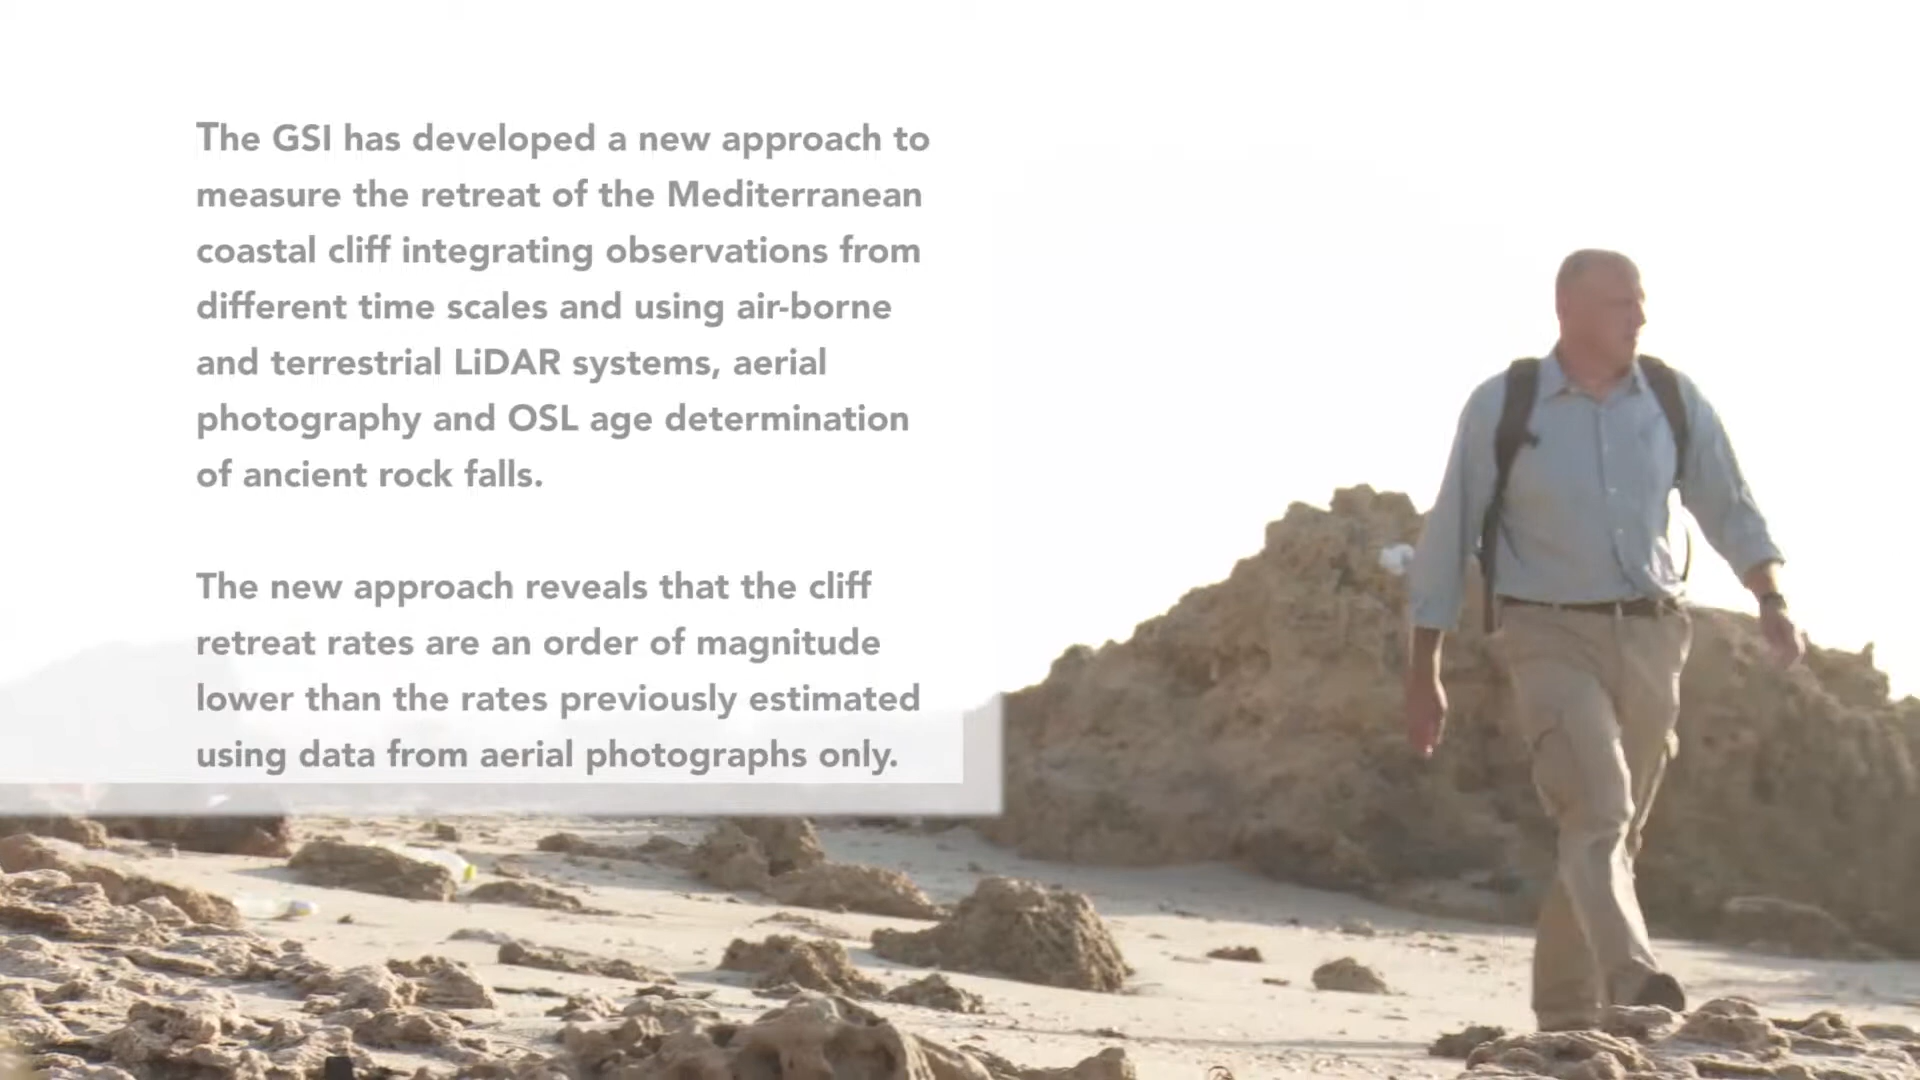 The GSI has developed a new approach to
measure the retreat of the Mediterranean
coastal cliff integrating observations from
different time scales and using air-borne
and terrestrial LiDAR systems, aerial
photography and OSL age determination
of ancient rock falls.
The new approach reveals that the cliff
retreat rates are an order of magnitude
lower than the rates previously estimated
using data from aerial photographs only.